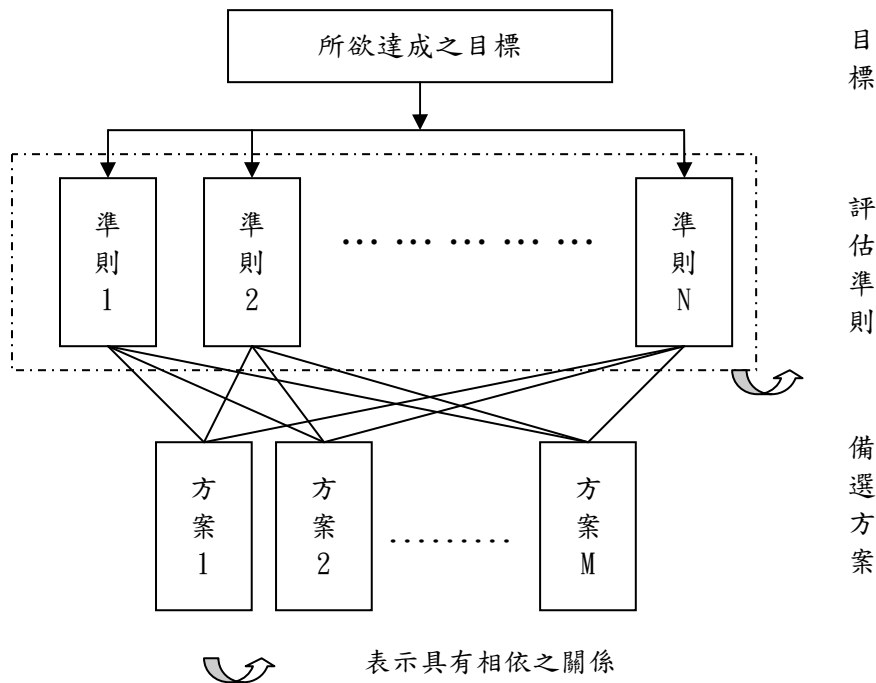 所欲達成之目標
目標
準則1
準則2
… … … … …
準則N
評估準則
方案1
方案2
………
方案M
備選方案
表示具有相依之關係